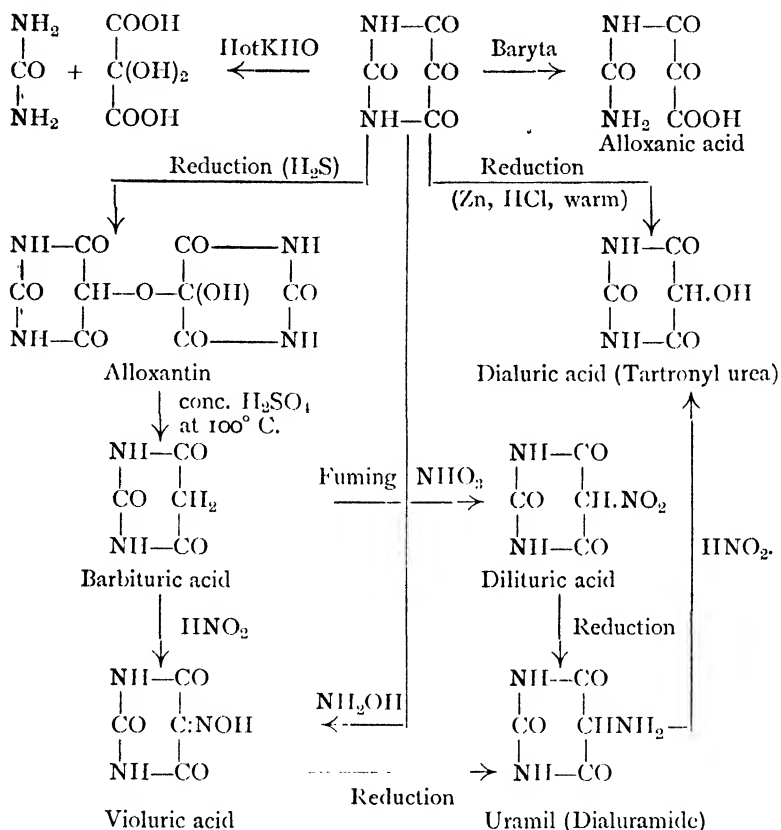 NH₂ COOH NH—CO NH—CO
CO + C(OH)₂ HotKHO CO CO Baryta CO CO
NH₂ COOH NH—CO NH₂ COOH
Alloxanic acid
Reduction (H₂S) Reduction
(Zn, HCl, warm)
NH—CO CO—NH NH—CO
CO CH—O—C(OH) CO CO CH.OH
NH—CO CO—NH NH—CO
Alloxantin Dialuric acid (Tartronyl urea)
conc. H₂SO₄
at 100° C.
NH—CO NH—CO
CO CH₂ Fuming NHO₃ CO CH.NO₂
NH—CO NH—CO HNO₂.
Barbituric acid Dilituric acid
HNO₂ Reduction
NH—CO NH--CO
CO C:NOH NH₂OH CO CHNH₂—
NH—CO NH—CO
Reduction
Violuric acid Uramil (Dialuramide)